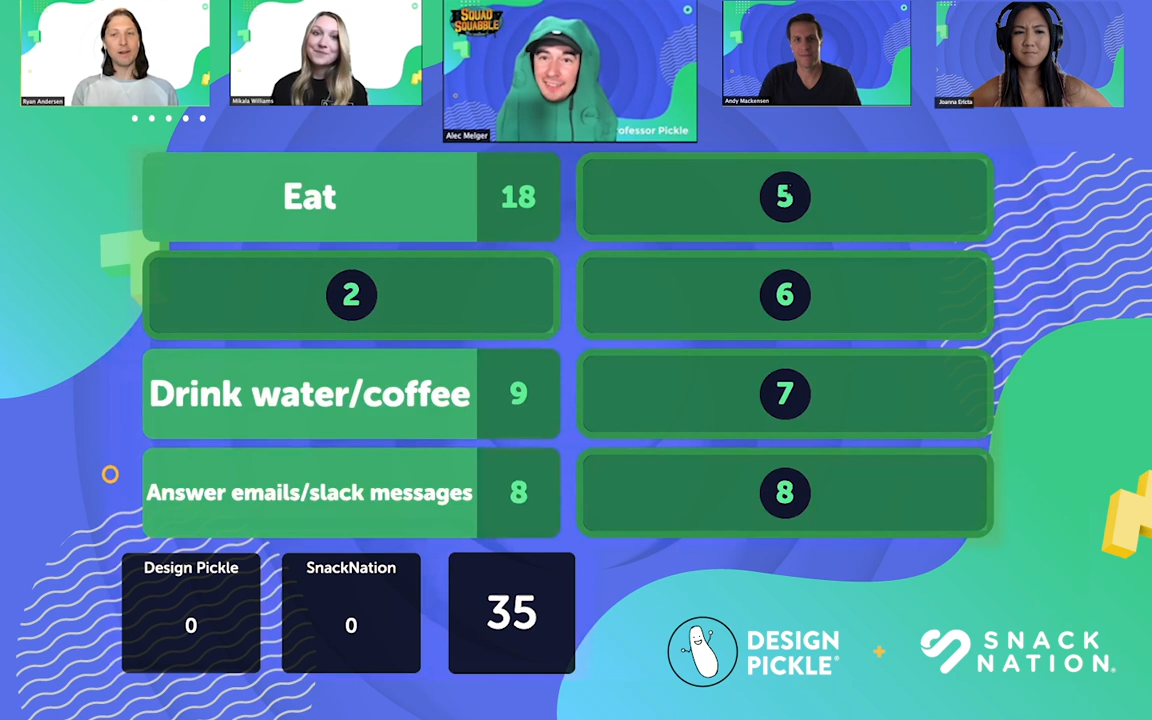 SQUAD
SQUABBLE
Ryan Andersen
Mikala Williams
Alec Melger
ofessor Pickle
Andy Mackensen
Joanna Ericta
Eat
18
5
2
6
Drink water/coffee
9
7
Answer emails/slack messages
8
8
Design Pickle
0
SnackNation
0
35
DESIGN
PICKLE®
+
SNACK
NATION®